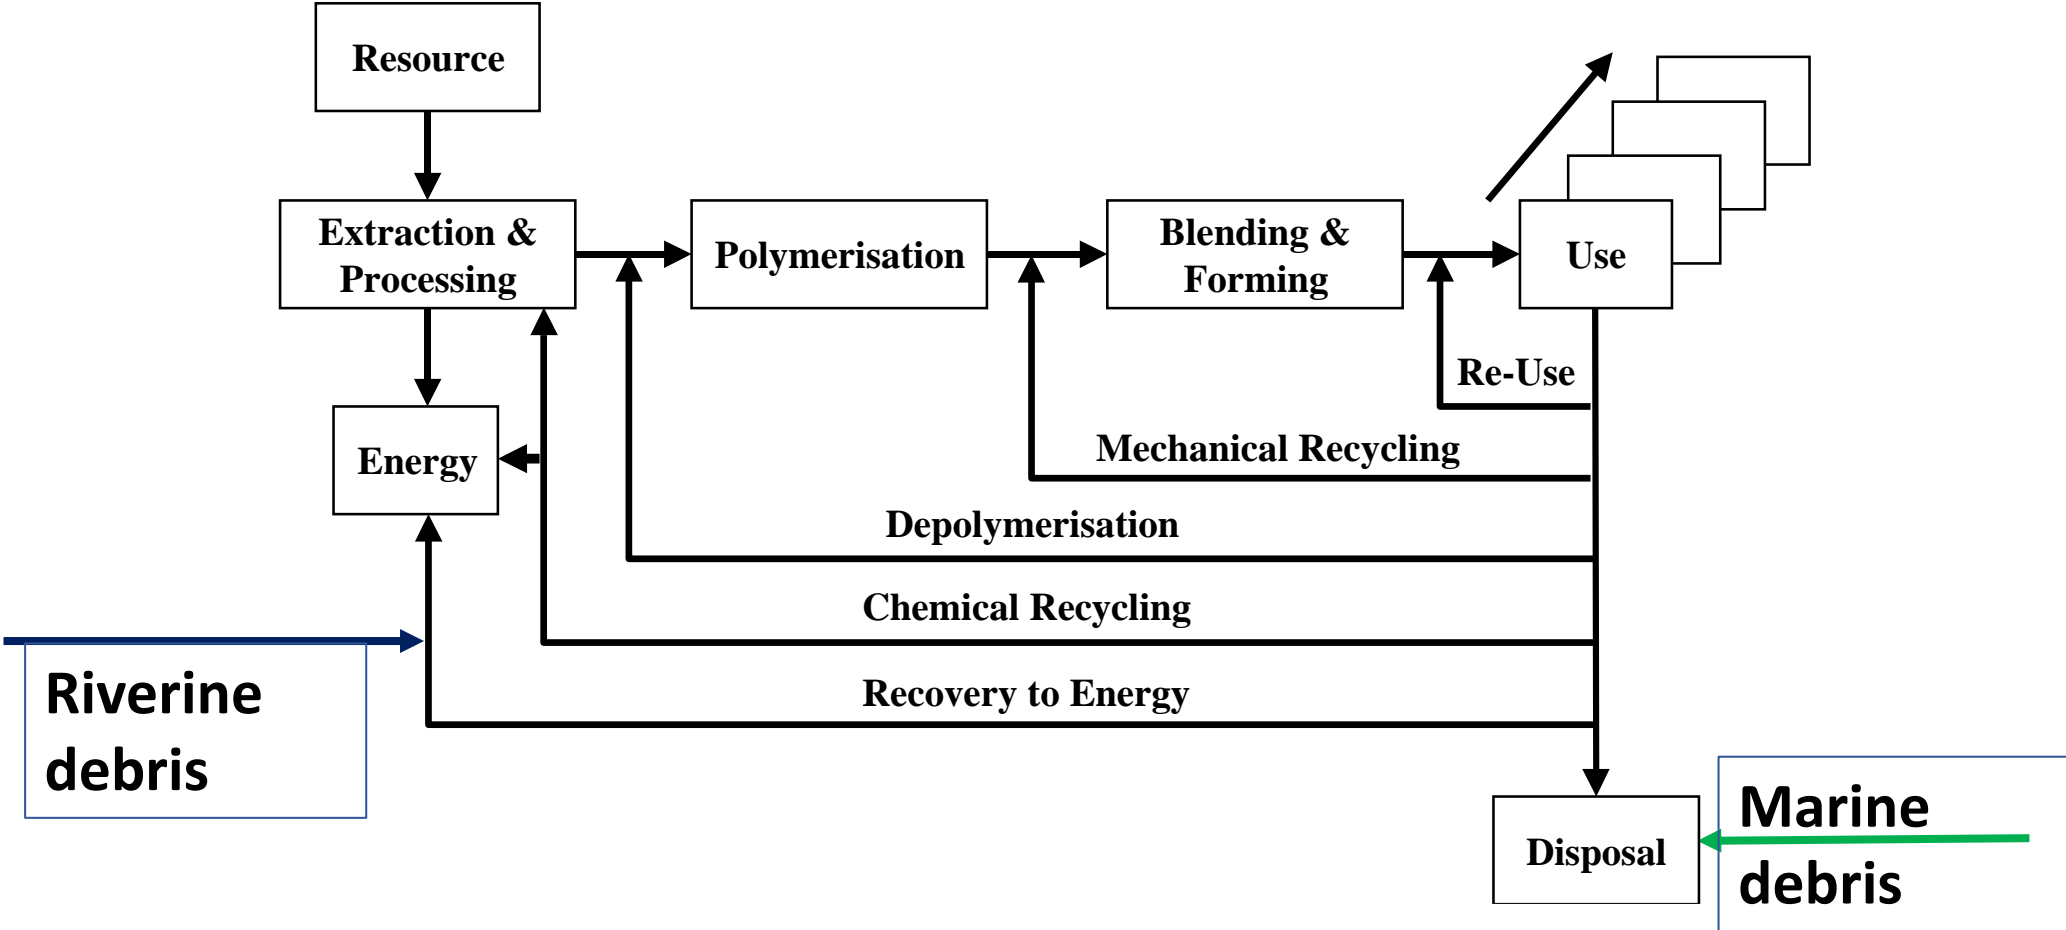 Resource
Extraction &
Processing
Polymerisation
Blending &
Forming
Use
Re-Use
Energy
Mechanical Recycling
Depolymerisation
Chemical Recycling
Recovery to Energy
Riverine
debris
Disposal
Marine
debris